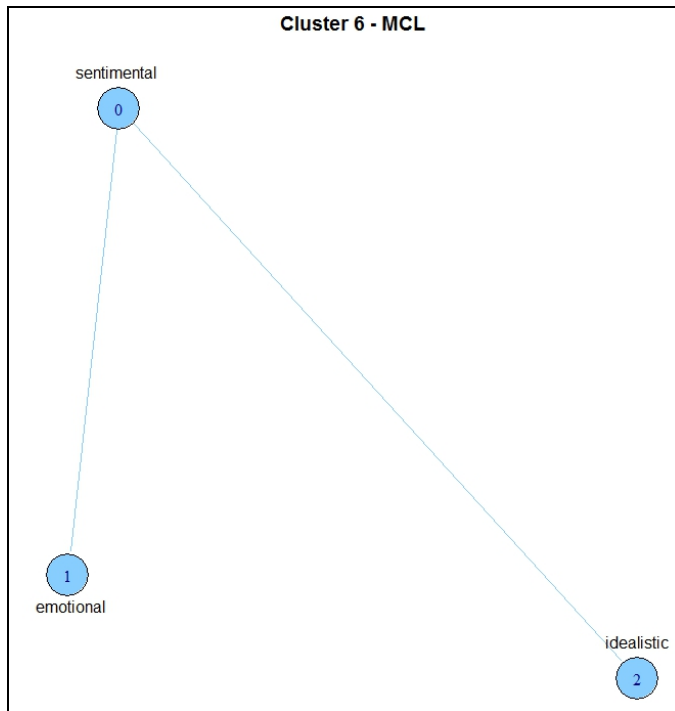 Cluster 6 - MCL
sentimental
0
1
emotional
idealistic
2